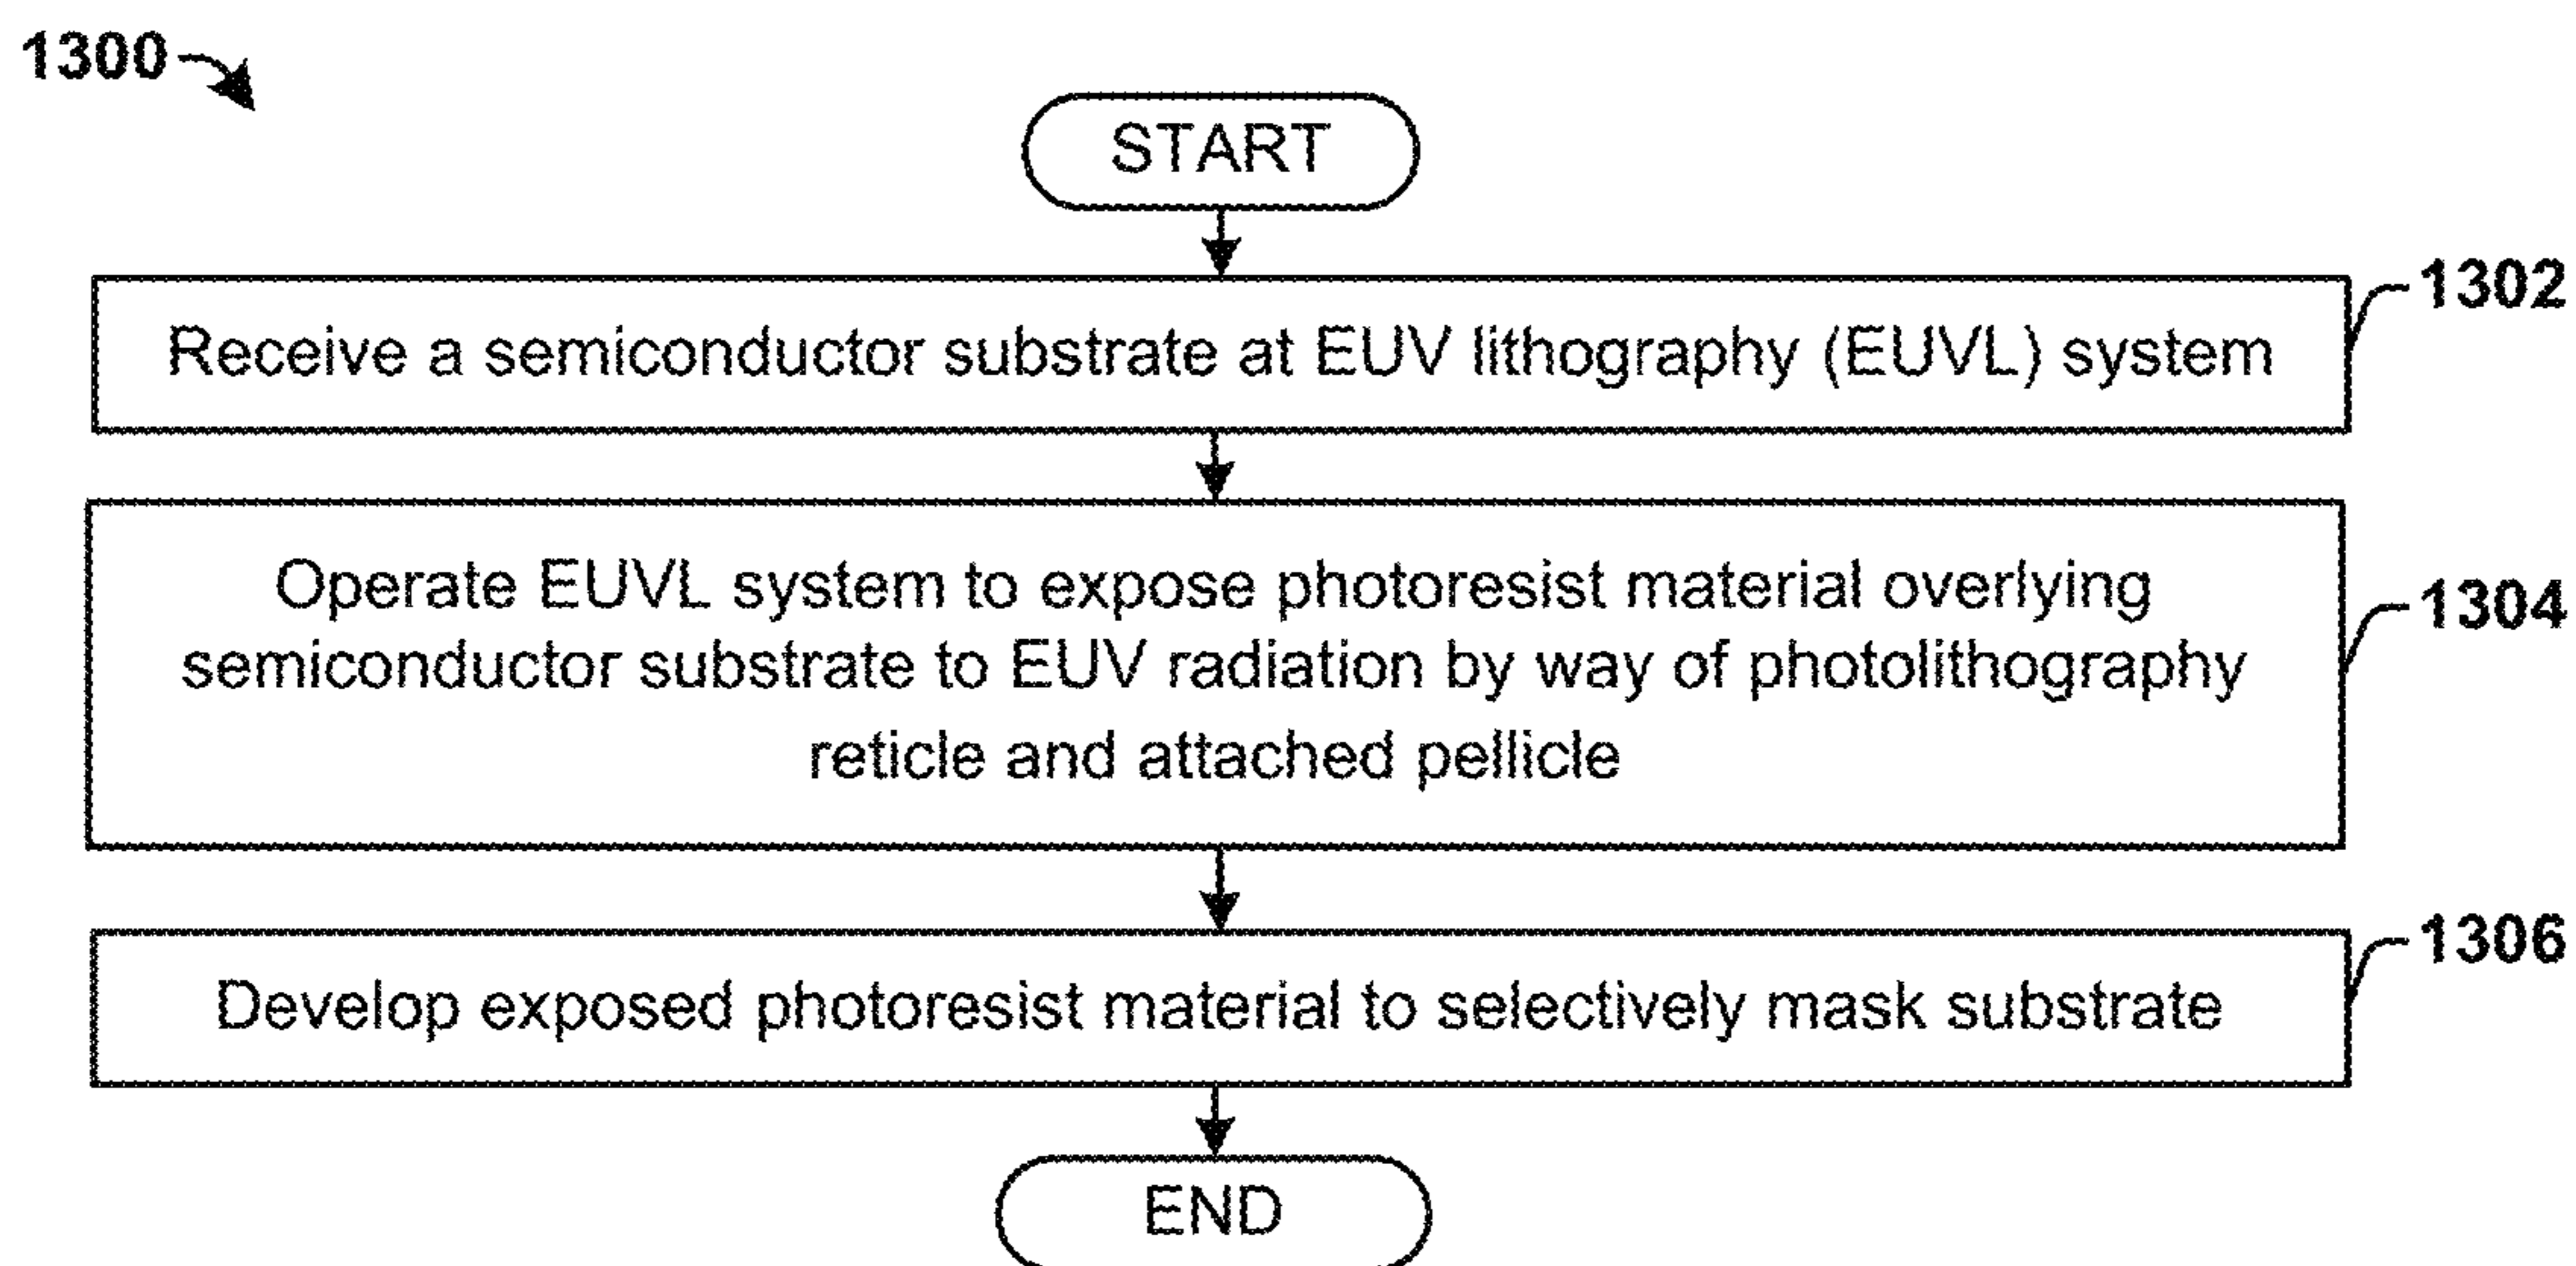 1300
START
1302
Receive a semiconductor substrate at EUV lithography (EUVL) system
Operate EUVL system to expose photoresist material overlying
1304
semiconductor substrate to EUV radiation by way of photolithography
reticle and attached pellicle
1306
Develop exposed photoresist material to selectively mask substrate
END